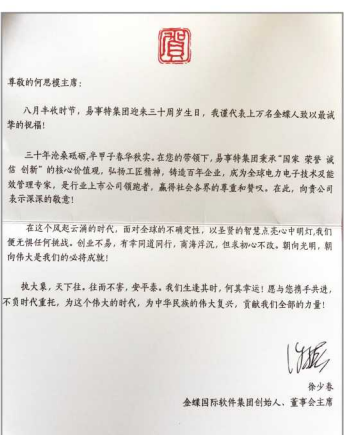 賀
尊敬的何思模主席：
八月丰收时节，易事特集团迎来三十周岁生日，我谨代表上万名金蝶人致以最诚
挚的祝福！
三十年沧桑砥砺，半甲子春华秋实。在您的带领下，易事特集团秉承“国家 荣誉 诚
信 创新”的核心价值观，弘扬工匠精神，铸造百年企业，成为全球电力电子技术及能
效管理专家，是行业上市公司领跑者，赢得社会各界的尊重和赞叹。在此，向贵公司
表示深深的敬意！
在这个风起云涌的时代，面对全球的不确定性，以圣贤的智慧点亮心中明灯，我们
便无惧任何挑战。创业不易，有幸同道同行，商海浮沉，但求初心不改。朝向光明，朝
向伟大是我们的必得成就！
执大象，天下往。往而不害，安平泰。我们生逢其时，何其幸运！愿与您携手共进，
不负时代重托，为这个伟大的时代，为中华民族的伟大复兴，贡献我们全部的力量！
徐少春
金蝶国际软件集团创始人、董事会主席